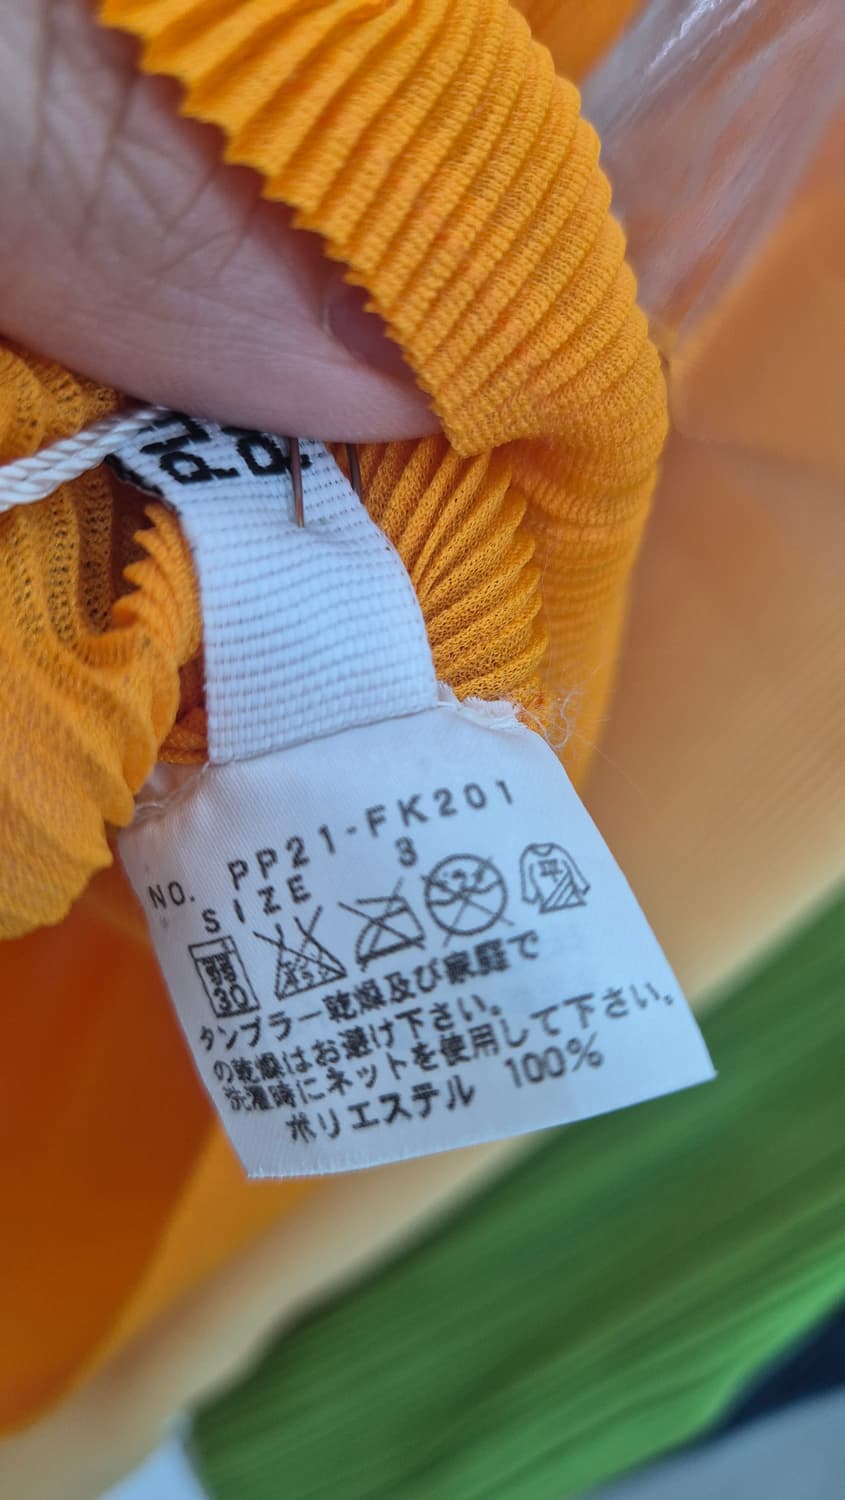 NO. PP21-FK201
SIZE 3
30
平
タンブラー乾燥及び家庭で
の乾燥はお避け下さい。
洗濯時にネットを使用して下さい。
ポリエステル 100%